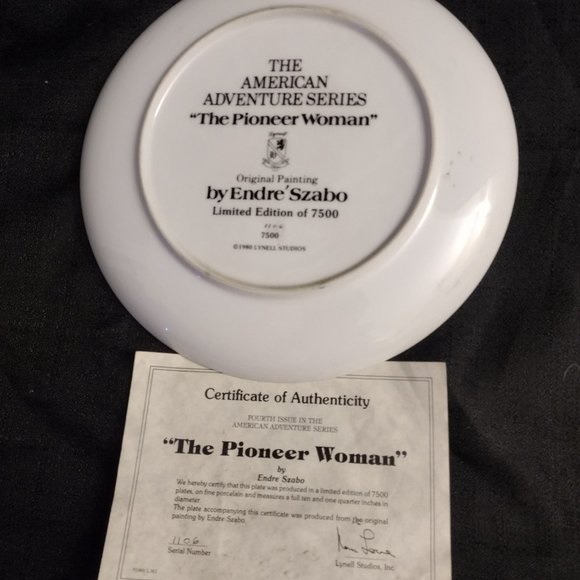 THE
AMERICAN
ADVENTURE SERIES
"The Pioneer Woman"
Original Painting
by Endre' Szabo
Limited Edition of 7500
1106
7500
©1980 LYNELL STUDIOS
Certificate of Authenticity
FOURTH ISSUE IN THE
AMERICAN ADVENTURE SERIES
"The Pioneer Woman"
by
Endre Szabo
We hereby certify that this plate was produced in a limited edition of 7500
plates, on fine porcelain and measures a full ten and one quarter inches in
diameter.
The plate accompanying this certificate was produced from the original
painting by Endre Szabo.
1106
Serial Number
Lynell Studios, Inc.